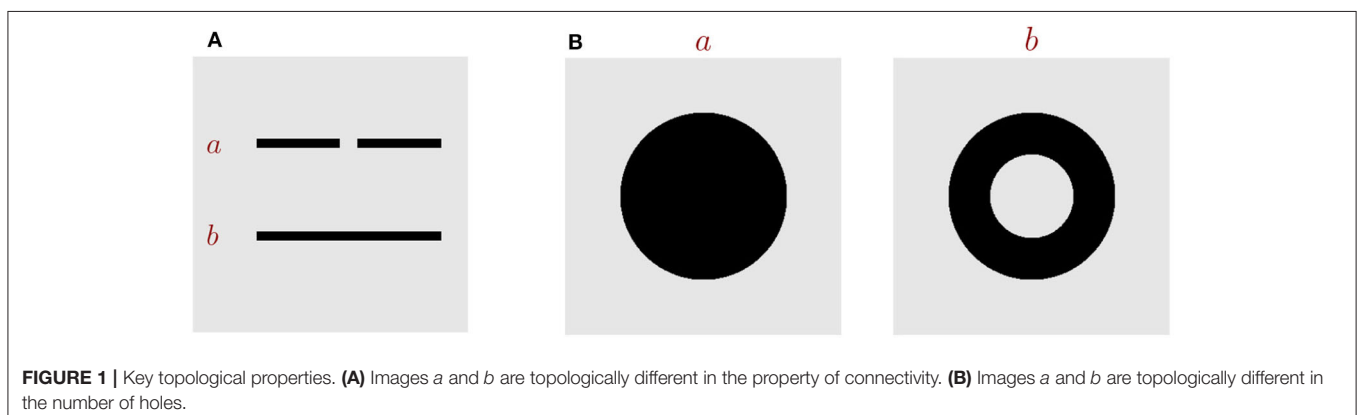 A
B
a
b
a
b
FIGURE 1 | Key topological properties. (A) Images a and b are topologically different in the property of connectivity. (B) Images a and b are topologically different in
the number of holes.